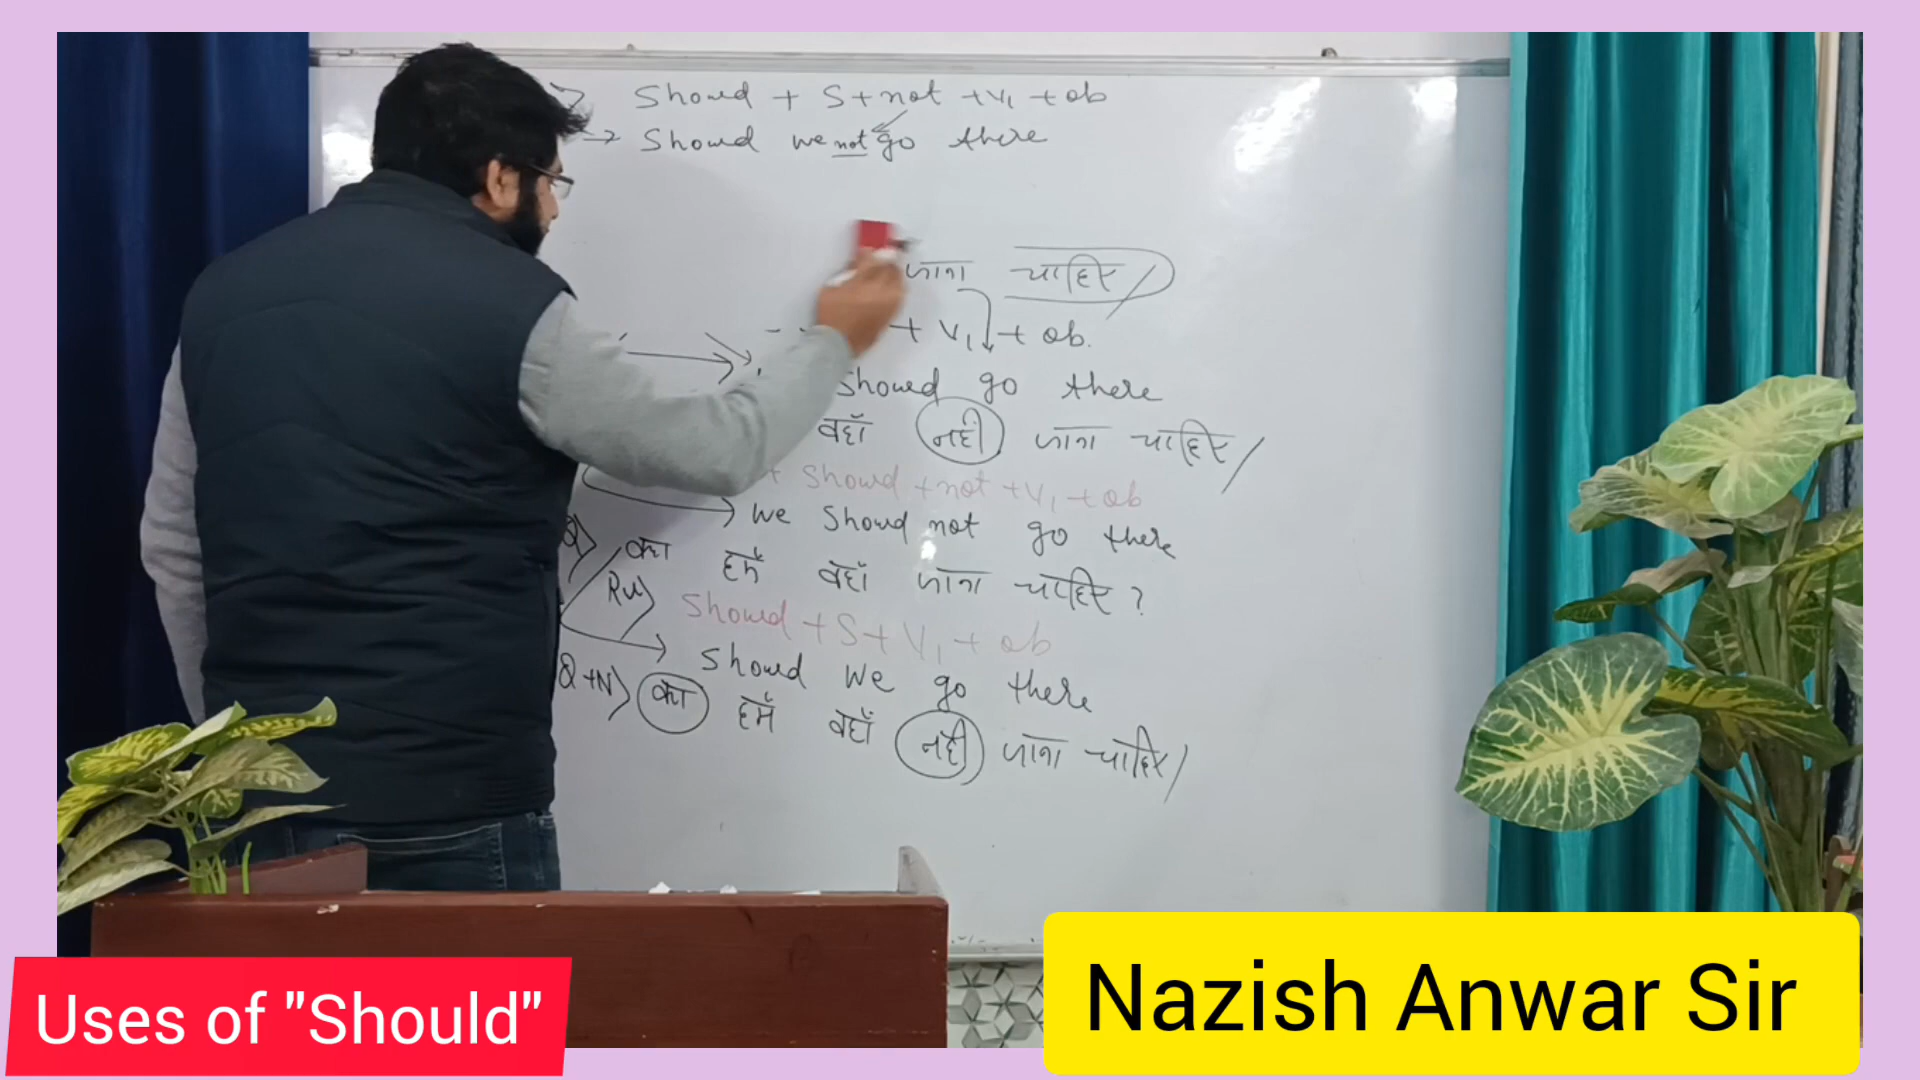 Should + S + not + V1 + ob
→ Should we not go there
जाना चाहिए/
+ V1 + ob.
should go there
वहाँ नहीं जाना चाहिए/
+ should + not + V1 + ob
→ we should not go there
Q) क्या हमें वहाँ जाना चाहिए?
Ru) should + S + V1 + ob
should we go there
Q+N) क्या हमें वहाँ नहीं जाना चाहिए/
Uses of "Should"
Nazish Anwar Sir